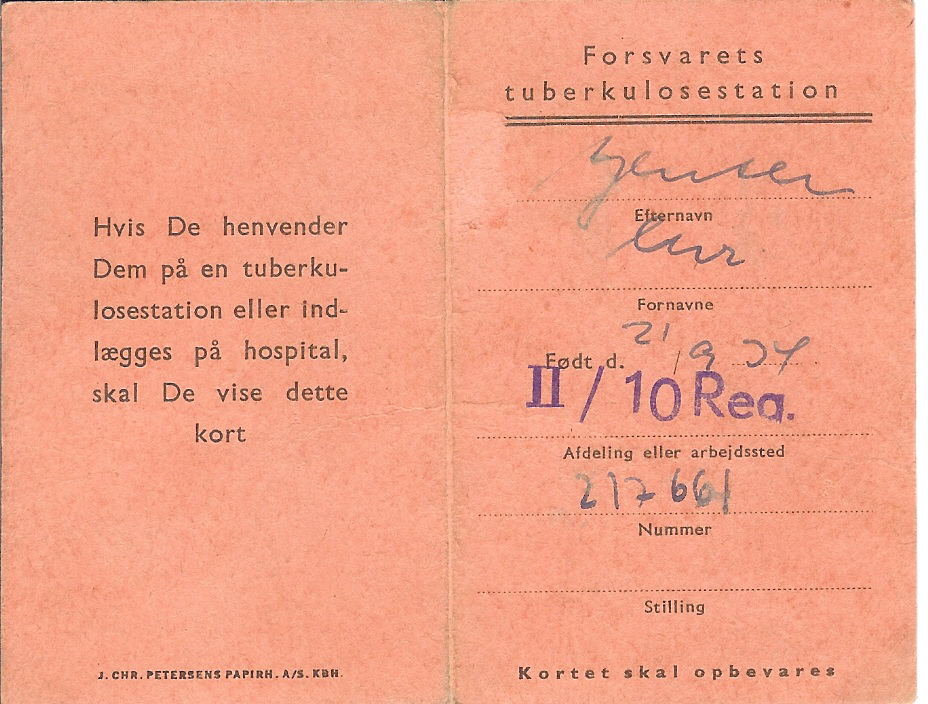 Hvis De henvender
Dem på en tuberku-
losestation eller ind-
lægges på hospital,
skal De vise dette
kort
J. CHR. PETERSENS PAPIRH. A/S. KBH.
Forsvarets
tuberkulosestation
Jensen
Efternavn
Fornavne
Født d. 21/9 34
II / 10 Reg.
Afdeling eller arbejdssted
217661
Nummer
Stilling
Kortet skal opbevares